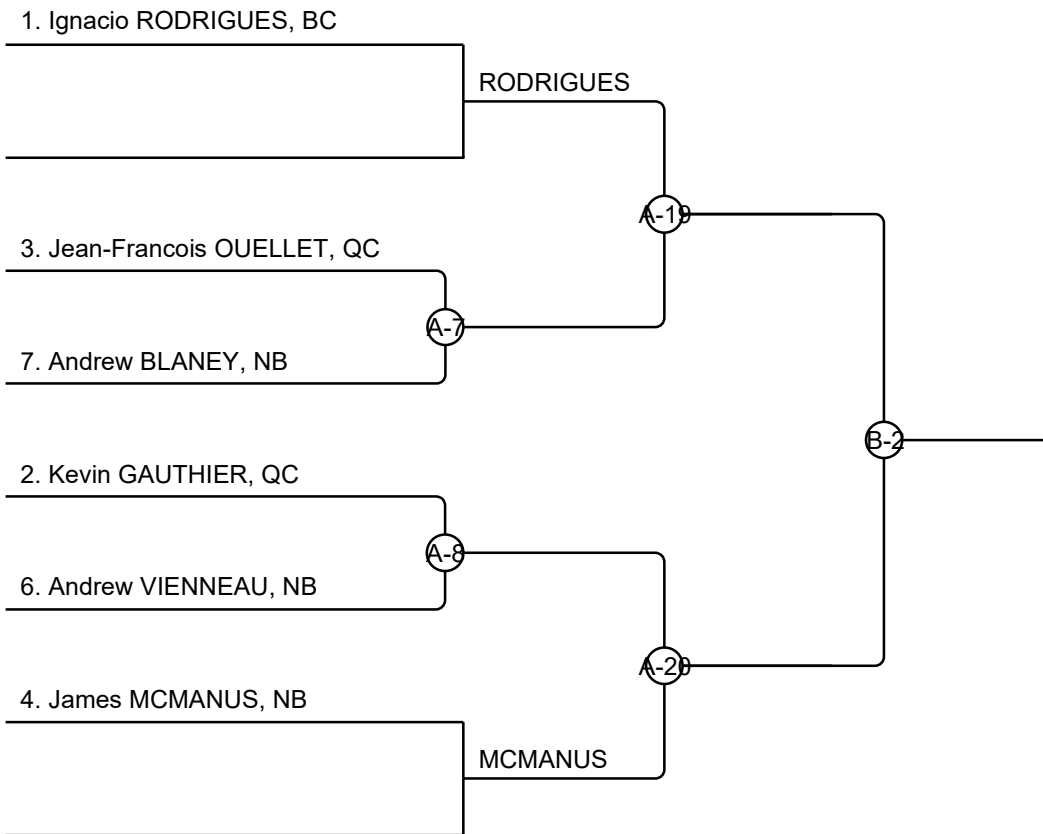 1. Ignacio RODRIGUES, BC
RODRIGUES
A-19
3. Jean-Francois OUELLET, QC
A-7
7. Andrew BLANEY, NB
B-2
2. Kevin GAUTHIER, QC
A-8
6. Andrew VIENNEAU, NB
A-20
4. James MCMANUS, NB
MCMANUS